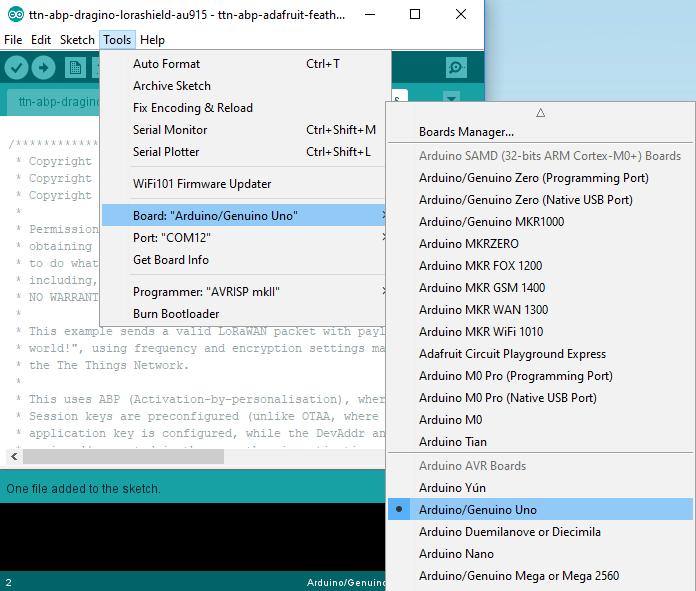 ttn-abp-dragino-lorashield-au915 - ttn-abp-adafruit-feath...
File Edit Sketch Tools Help
Auto Format Ctrl+T
Archive Sketch
Fix Encoding & Reload
Serial Monitor Ctrl+Shift+M
Serial Plotter Ctrl+Shift+L
WiFi101 Firmware Updater
Board: "Arduino/Genuino Uno"
Port: "COM12"
Get Board Info
Programmer: "AVRISP mkII"
Burn Bootloader
ttn-abp-dragino
s
/*************
* Copyright
* Copyright
* Copyright
*
* Permission
* obtaining
* to do what
* including,
* NO WARRANT
*
* This example sends a valid LoRaWAN packet with payl
* world!", using frequency and encryption settings ma
* the The Things Network.
*
* This uses ABP (Activation-by-personalisation), wher
* Session keys are preconfigured (unlike OTAA, where
* application key is configured, while the DevAddr an
One file added to the sketch.
2
Arduino/Genuino
Boards Manager...
Arduino SAMD (32-bits ARM Cortex-M0+) Boards
Arduino/Genuino Zero (Programming Port)
Arduino/Genuino Zero (Native USB Port)
Arduino/Genuino MKR1000
Arduino MKRZERO
Arduino MKR FOX 1200
Arduino MKR GSM 1400
Arduino MKR WAN 1300
Arduino MKR WiFi 1010
Adafruit Circuit Playground Express
Arduino M0 Pro (Programming Port)
Arduino M0 Pro (Native USB Port)
Arduino M0
Arduino Tian
Arduino AVR Boards
Arduino Yún
Arduino/Genuino Uno
Arduino Duemilanove or Diecimila
Arduino Nano
Arduino/Genuino Mega or Mega 2560